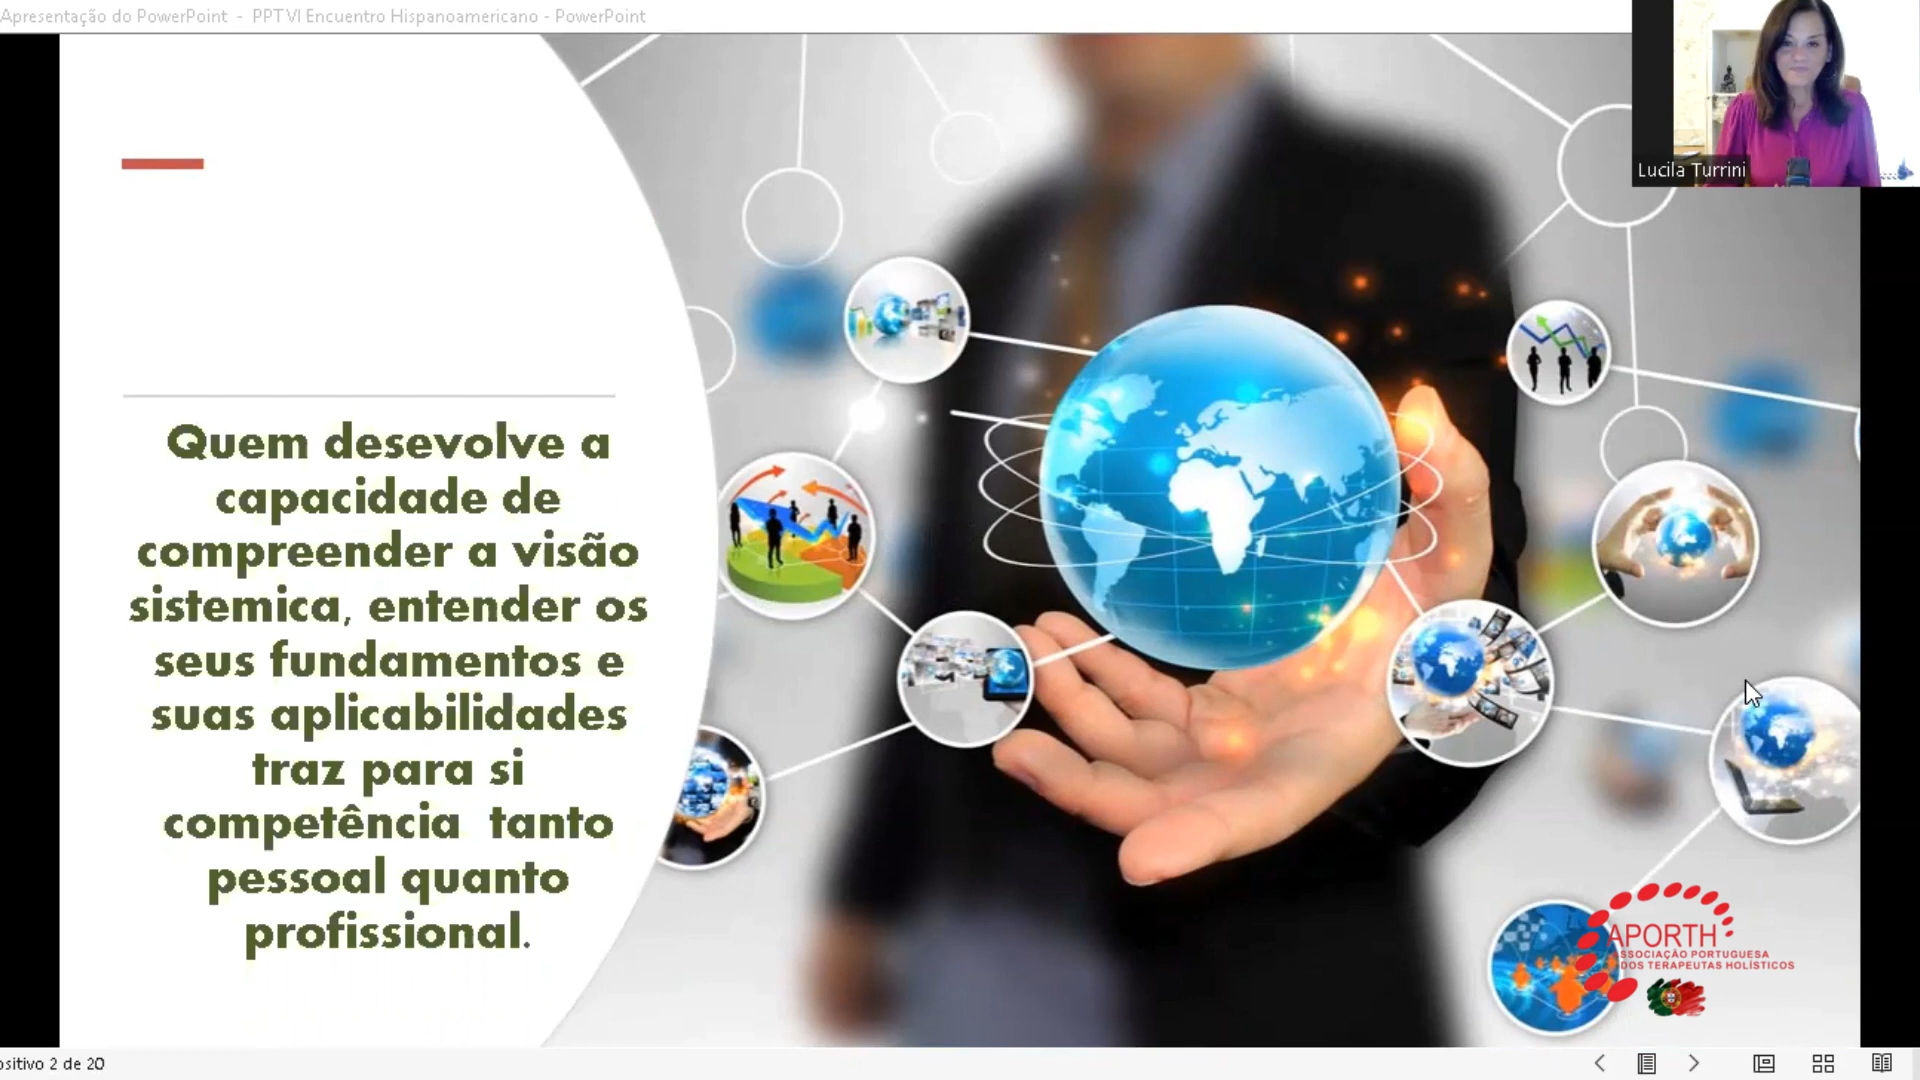 Apresentação do PowerPoint - PPT VI Encuentro Hispanoamericano - PowerPoint
Lucila Turrini
Quem desevolve a
capacidade de
compreender a visão
sistemica, entender os
seus fundamentos e
suas aplicabilidades
traz para si
competência tanto
pessoal quanto
profissional.
APORTH
ASSOCIAÇÃO PORTUGUESA
DOS TERAPEUTAS HOLÍSTICOS
ositivo 2 de 20